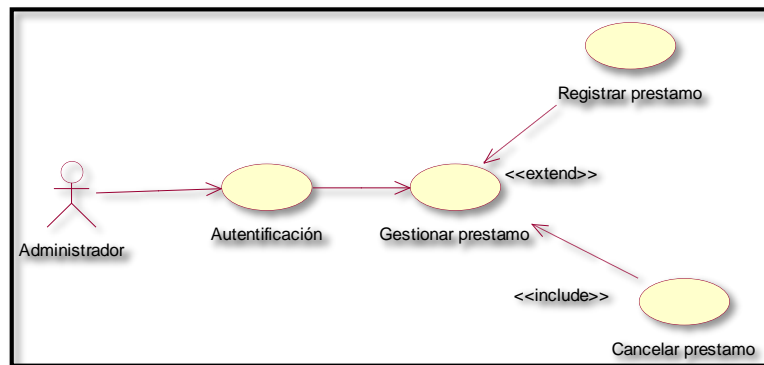 Registrar prestamo
<<extend>>
Administrador
Autentificación
Gestionar prestamo
<<include>>
Cancelar prestamo